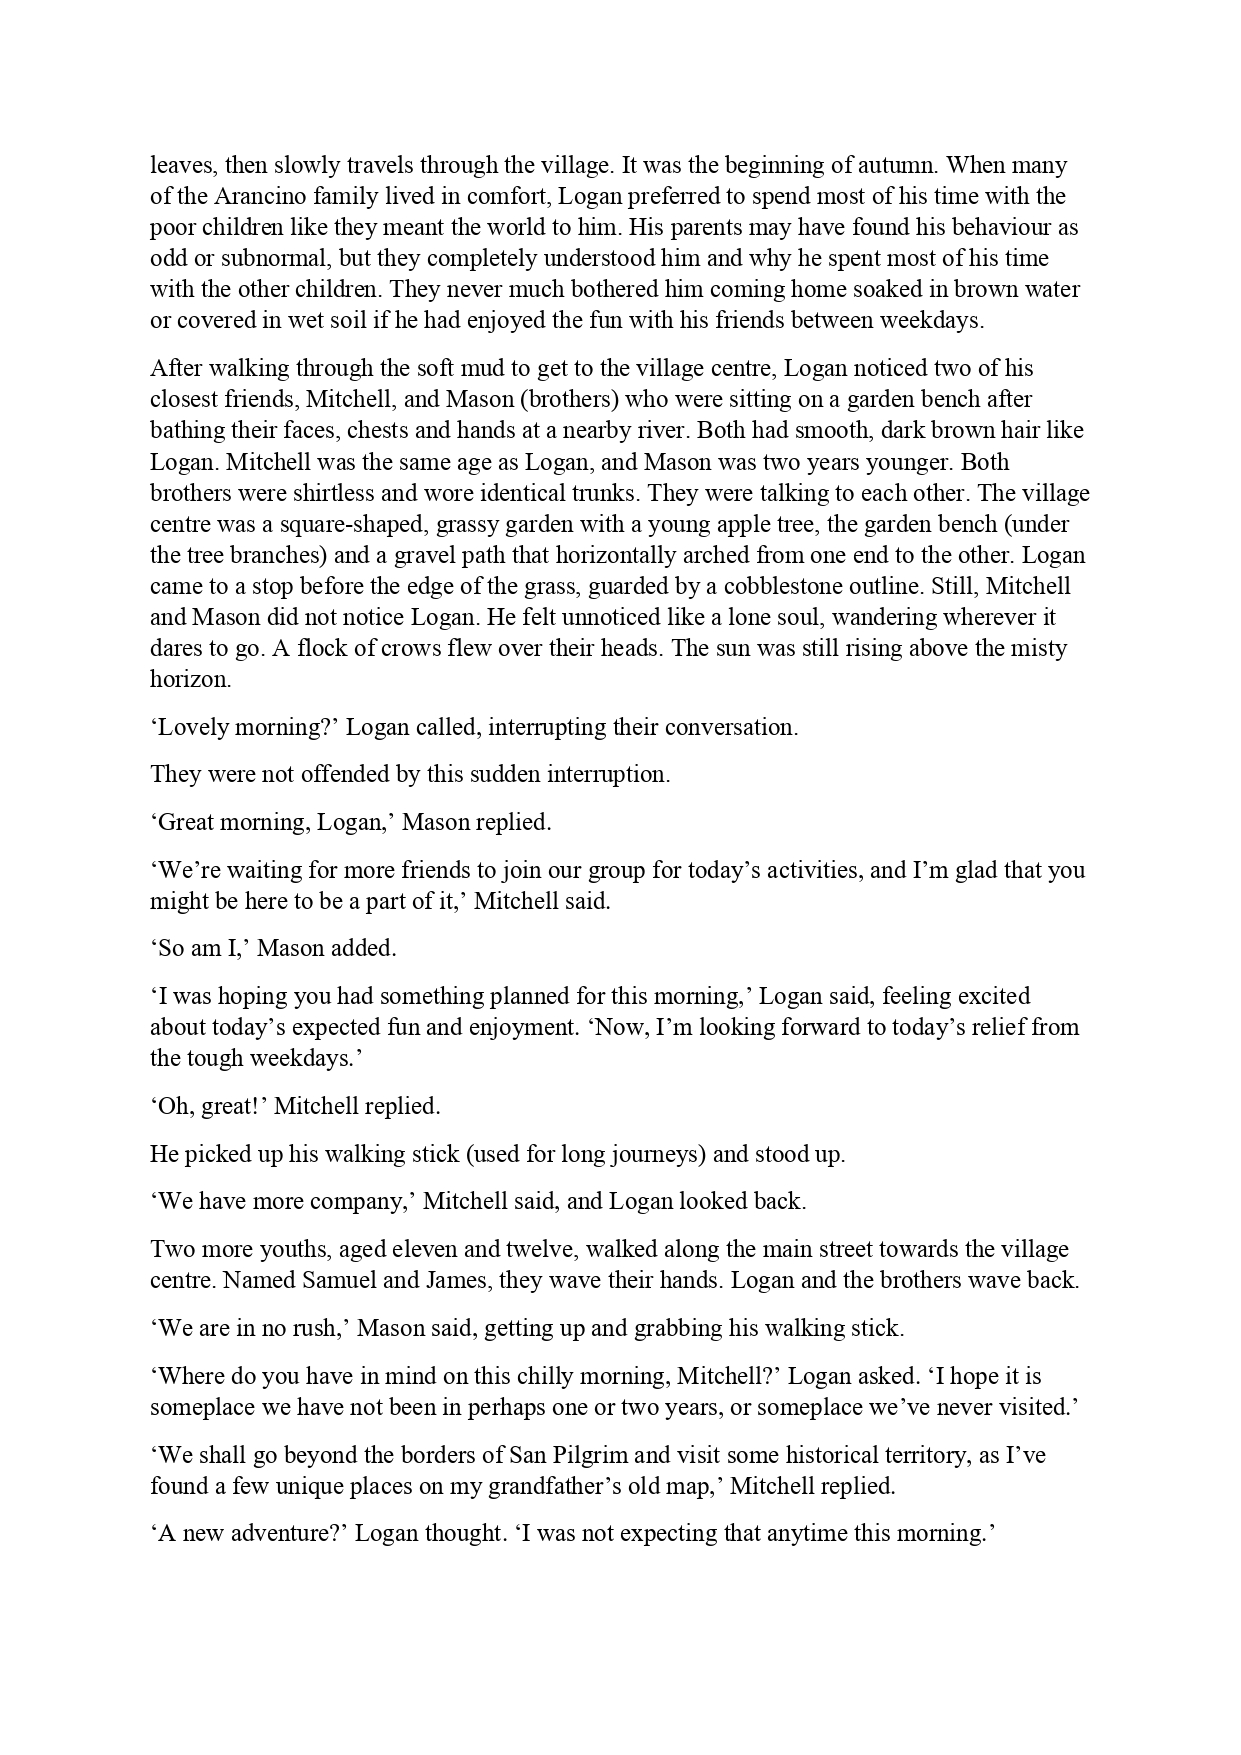 leaves, then slowly travels through the village. It was the beginning of autumn. When many
of the Arancino family lived in comfort, Logan preferred to spend most of his time with the
poor children like they meant the world to him. His parents may have found his behaviour as
odd or subnormal, but they completely understood him and why he spent most of his time
with the other children. They never much bothered him coming home soaked in brown water
or covered in wet soil if he had enjoyed the fun with his friends between weekdays.
After walking through the soft mud to get to the village centre, Logan noticed two of his
closest friends, Mitchell, and Mason (brothers) who were sitting on a garden bench after
bathing their faces, chests and hands at a nearby river. Both had smooth, dark brown hair like
Logan. Mitchell was the same age as Logan, and Mason was two years younger. Both
brothers were shirtless and wore identical trunks. They were talking to each other. The village
centre was a square-shaped, grassy garden with a young apple tree, the garden bench (under
the tree branches) and a gravel path that horizontally arched from one end to the other. Logan
came to a stop before the edge of the grass, guarded by a cobblestone outline. Still, Mitchell
and Mason did not notice Logan. He felt unnoticed like a lone soul, wandering wherever it
dares to go. A flock of crows flew over their heads. The sun was still rising above the misty
horizon.
‘Lovely morning?’ Logan called, interrupting their conversation.
They were not offended by this sudden interruption.
‘Great morning, Logan,’ Mason replied.
‘We’re waiting for more friends to join our group for today’s activities, and I’m glad that you
might be here to be a part of it,’ Mitchell said.
‘So am I,’ Mason added.
‘I was hoping you had something planned for this morning,’ Logan said, feeling excited
about today’s expected fun and enjoyment. ‘Now, I’m looking forward to today’s relief from
the tough weekdays.’
‘Oh, great!’ Mitchell replied.
He picked up his walking stick (used for long journeys) and stood up.
‘We have more company,’ Mitchell said, and Logan looked back.
Two more youths, aged eleven and twelve, walked along the main street towards the village
centre. Named Samuel and James, they wave their hands. Logan and the brothers wave back.
‘We are in no rush,’ Mason said, getting up and grabbing his walking stick.
‘Where do you have in mind on this chilly morning, Mitchell?’ Logan asked. ‘I hope it is
someplace we have not been in perhaps one or two years, or someplace we’ve never visited.’
‘We shall go beyond the borders of San Pilgrim and visit some historical territory, as I’ve
found a few unique places on my grandfather’s old map,’ Mitchell replied.
‘A new adventure?’ Logan thought. ‘I was not expecting that anytime this morning.’